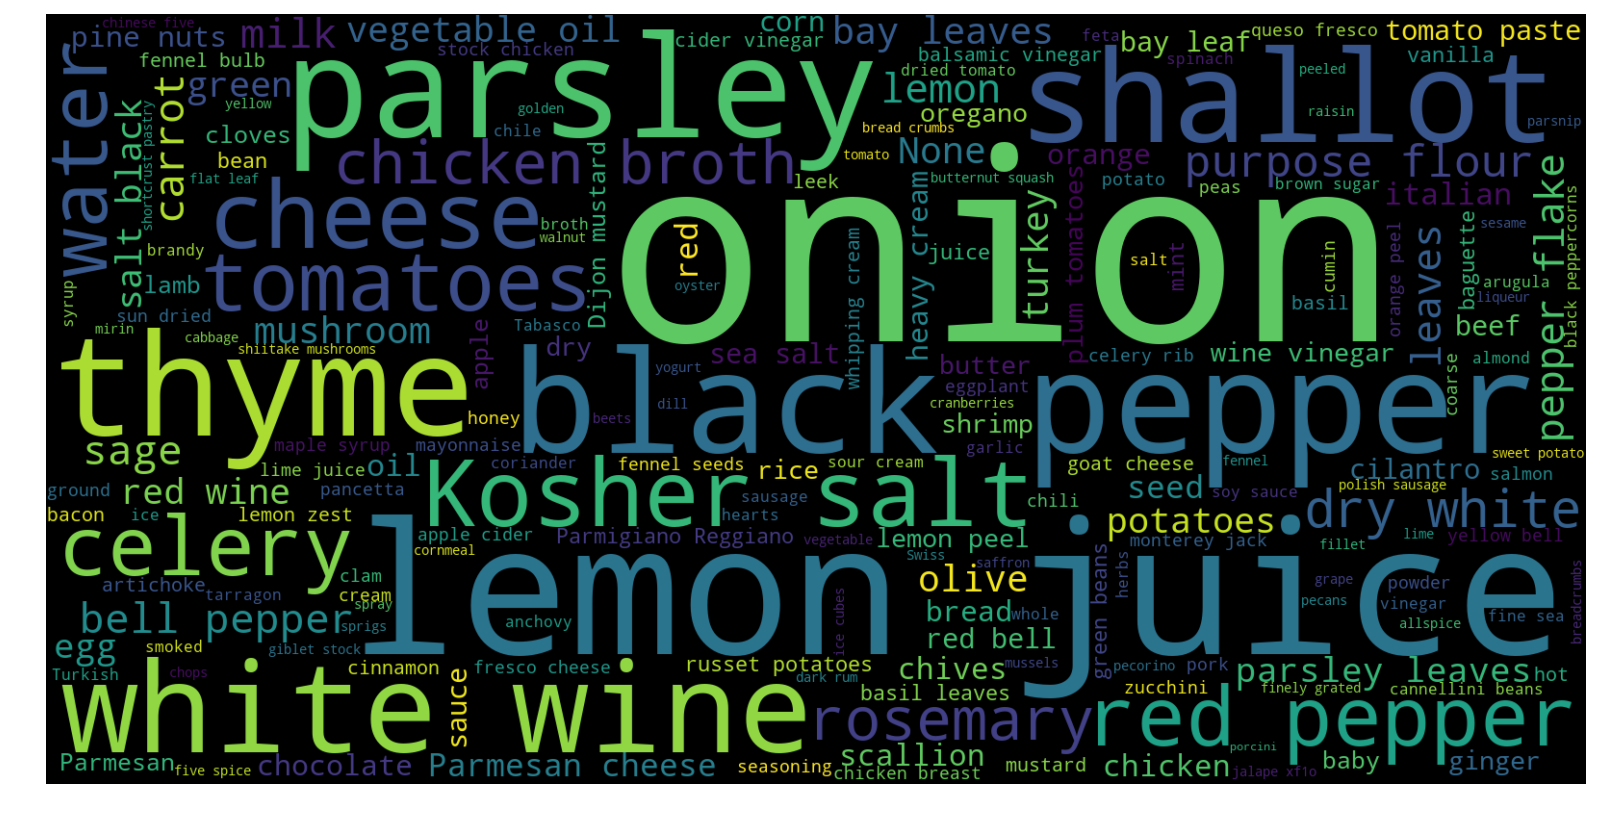 chinese five
pine nuts
milk
vegetable oil
corn
bay leaves
feta
bay leaf
queso fresco
tomato paste
stock chicken
cider vinegar
balsamic vinegar
spinach
vanilla
fennel bulb
parsley
dried tomato
lemon
shallot
peeled
water
green
yellow
golden
oregano
raisin
salt black
shortcrust pastry
carrot
cloves
chile
bread crumbs
parsnip
bean
chicken broth
Dijon mustard
tomato
None
orange
purpose flour
flat leaf
leek
butternut squash
potato
peas
brown sugar
italian
cheese
broth
walnut
onion
heavy cream
turkey
plum tomatoes
pepper flake
black peppercorns
sesame
brandy
red
juice
salt
mint
cumin
orange peel
leaves
baguette
lamb
tomatoes
oyster
basil
arugula
liqueur
syrup
sun dried
mirin
mushroom
Tabasco
whipping cream
beef
cabbage
shiitake mushrooms
apple
dry
sea salt
butter
celery rib
wine vinegar
almond
thyme
black pepper
yogurt
eggplant
coarse
honey
dill
beets
cranberries
shrimp
sage
maple syrup
mayonnaise
garlic
sweet potato
lime juice
oil
coriander
fennel seeds
rice
sour cream
goat cheese
fennel
cilantro
salmon
ground
red wine
pancetta
Kosher salt
sausage
chili
seed
soy sauce
polish sausage
bacon
ice
lemon zest
hearts
potatoes
dry white
celery
apple cider
Parmigiano Reggiano
vegetable
lemon peel
monterey jack
fillet
lime
yellow bell
cornmeal
lemon juice
Swiss
saffron
artichoke
tarragon
clam
cream
spray
olive
green beans
herbs
grape
powder
breadcrumbs
pecans
vinegar
bell pepper
sprigs
anchovy
ice cubes
bread
whole
allspice
fine sea
egg
smoked
giblet stock
red bell
Turkish
chops
cinnamon
fresco cheese
russet potatoes
dark rum
chives
mussels
pecorino
pork
parsley leaves
hot
white wine
sauce
basil leaves
zucchini
finely grated
cannellini beans
rosemary
red pepper
Parmesan
five spice
chocolate
Parmesan cheese
seasoning
scallion
chicken breast
mustard
chicken
porcini
jalape xf1o
baby
ginger